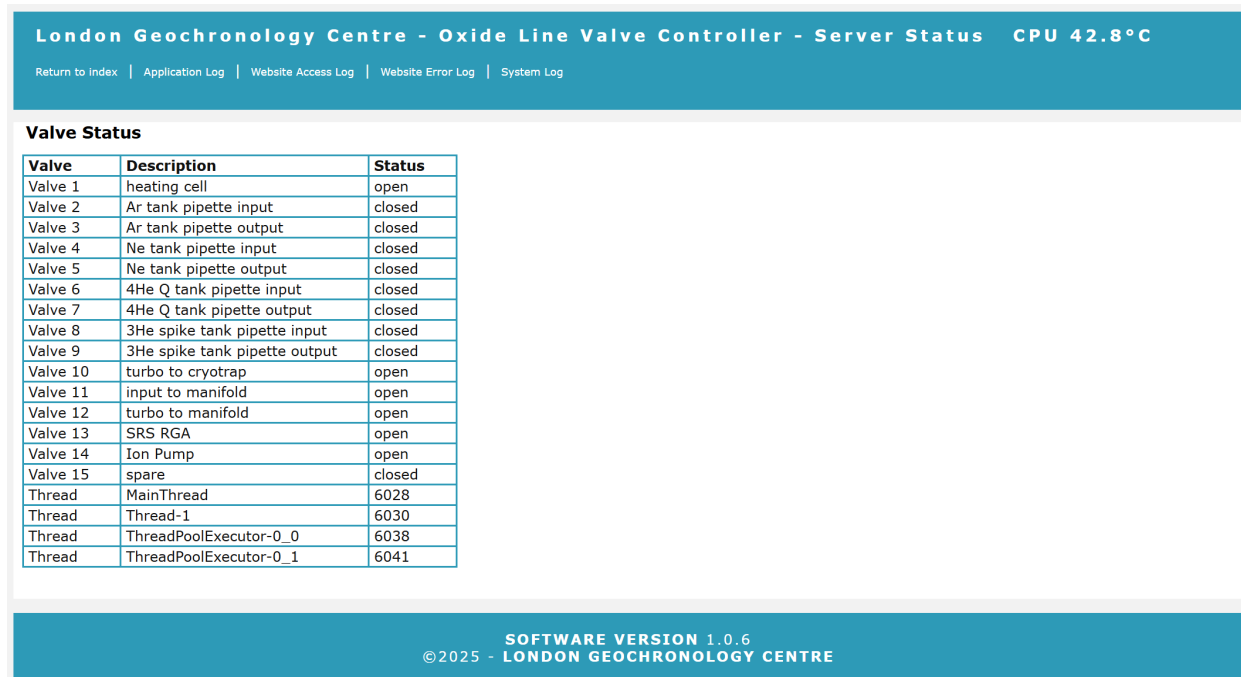 London Geochronology Centre - Oxide Line Valve Controller - Server Status CPU 42.8°C
Return to index | Application Log | Website Access Log | Website Error Log | System Log
Valve Status
Valve Description Status
Valve 1 heating cell open
Valve 2 Ar tank pipette input closed
Valve 3 Ar tank pipette output closed
Valve 4 Ne tank pipette input closed
Valve 5 Ne tank pipette output closed
Valve 6 4He Q tank pipette input closed
Valve 7 4He Q tank pipette output closed
Valve 8 3He spike tank pipette input closed
Valve 9 3He spike tank pipette output closed
Valve 10 turbo to cryotrap open
Valve 11 input to manifold open
Valve 12 turbo to manifold open
Valve 13 SRS RGA open
Valve 14 Ion Pump open
Valve 15 spare closed
Thread MainThread 6028
Thread Thread-1 6030
Thread ThreadPoolExecutor-0_0 6038
Thread ThreadPoolExecutor-0_1 6041
SOFTWARE VERSION 1.0.6
©2025 - LONDON GEOCHRONOLOGY CENTRE